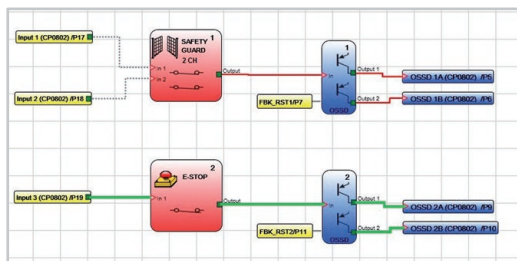 Input 1 (CP0802) /P17
Input 2 (CP0802) /P18
SAFETY 1
GUARD
2 CH
In 1
In 2
Output
1
In
Output 1
Output 2
OSSD
FBK_RST1/P7
OSSD 1A (CP0802) /P5
OSSD 1B (CP0802) /P6
Input 3 (CP0802) /P19
2
E-STOP
In 1
Output
2
In
Output 1
Output 2
OSSD
FBK_RST2/P11
OSSD 2A (CP0802) /P9
OSSD 2B (CP0802) /P10